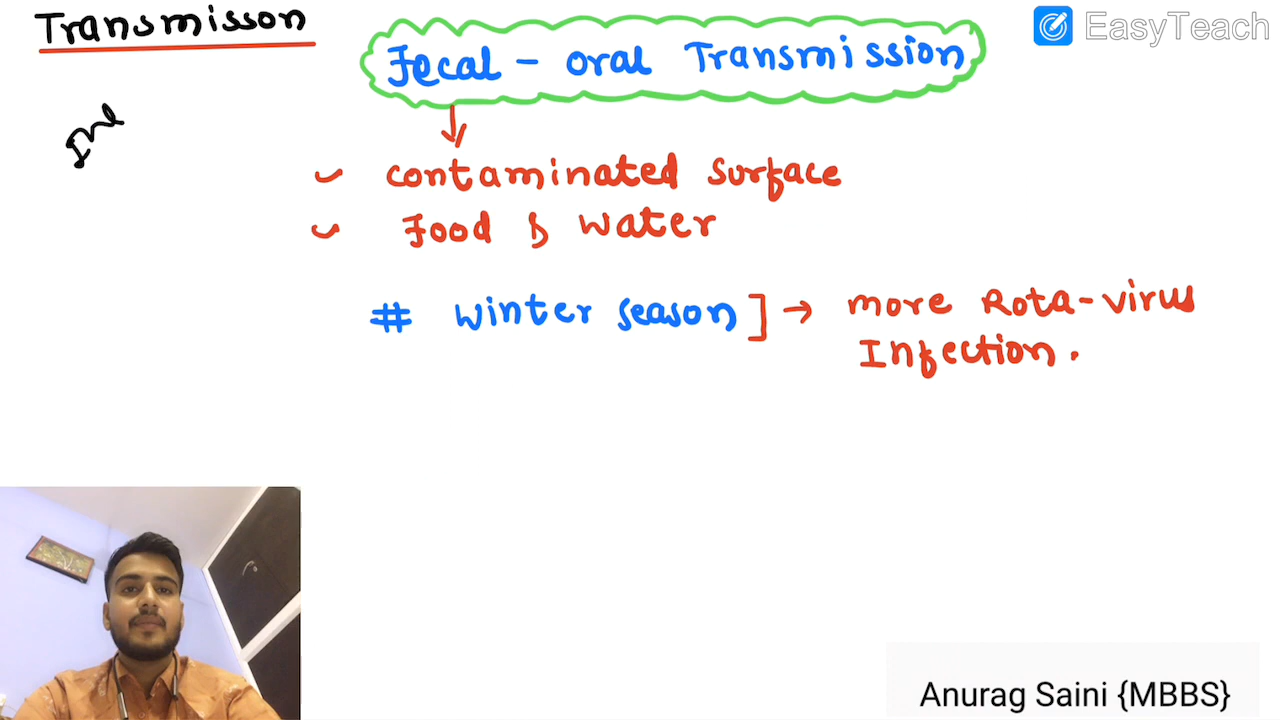 Transmisson
EasyTeach
Fecal - oral Transmission
contaminated surface
Food & water
# winter season] → more Rota-virus
Infection.
Anurag Saini {MBBS}